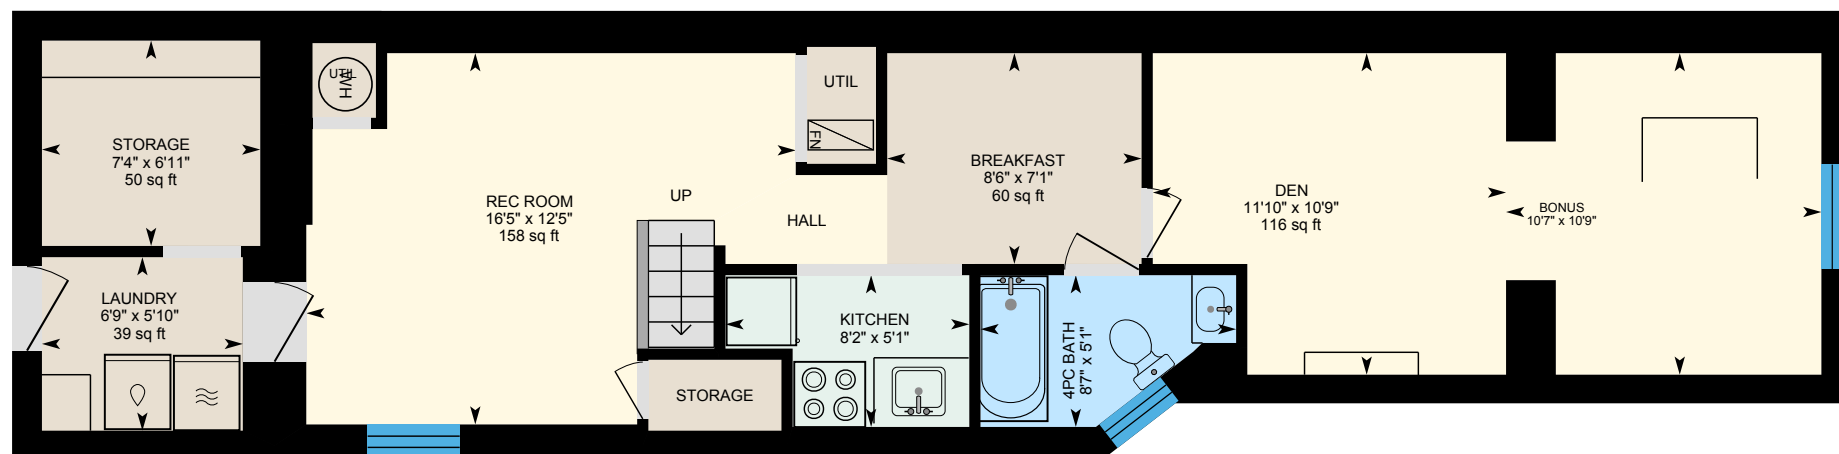 STORAGE
7'4" x 6'11"
50 sq ft
LAUNDRY
6'9" x 5'10"
39 sq ft
UTIL
WH
REC ROOM
16'5" x 12'5"
158 sq ft
UP
HALL
UTIL
FN
BREAKFAST
8'6" x 7'1"
60 sq ft
KITCHEN
8'2" x 5'1"
STORAGE
4PC BATH
8'7" x 5'1"
DEN
11'10" x 10'9"
116 sq ft
BONUS
10'7" x 10'9"